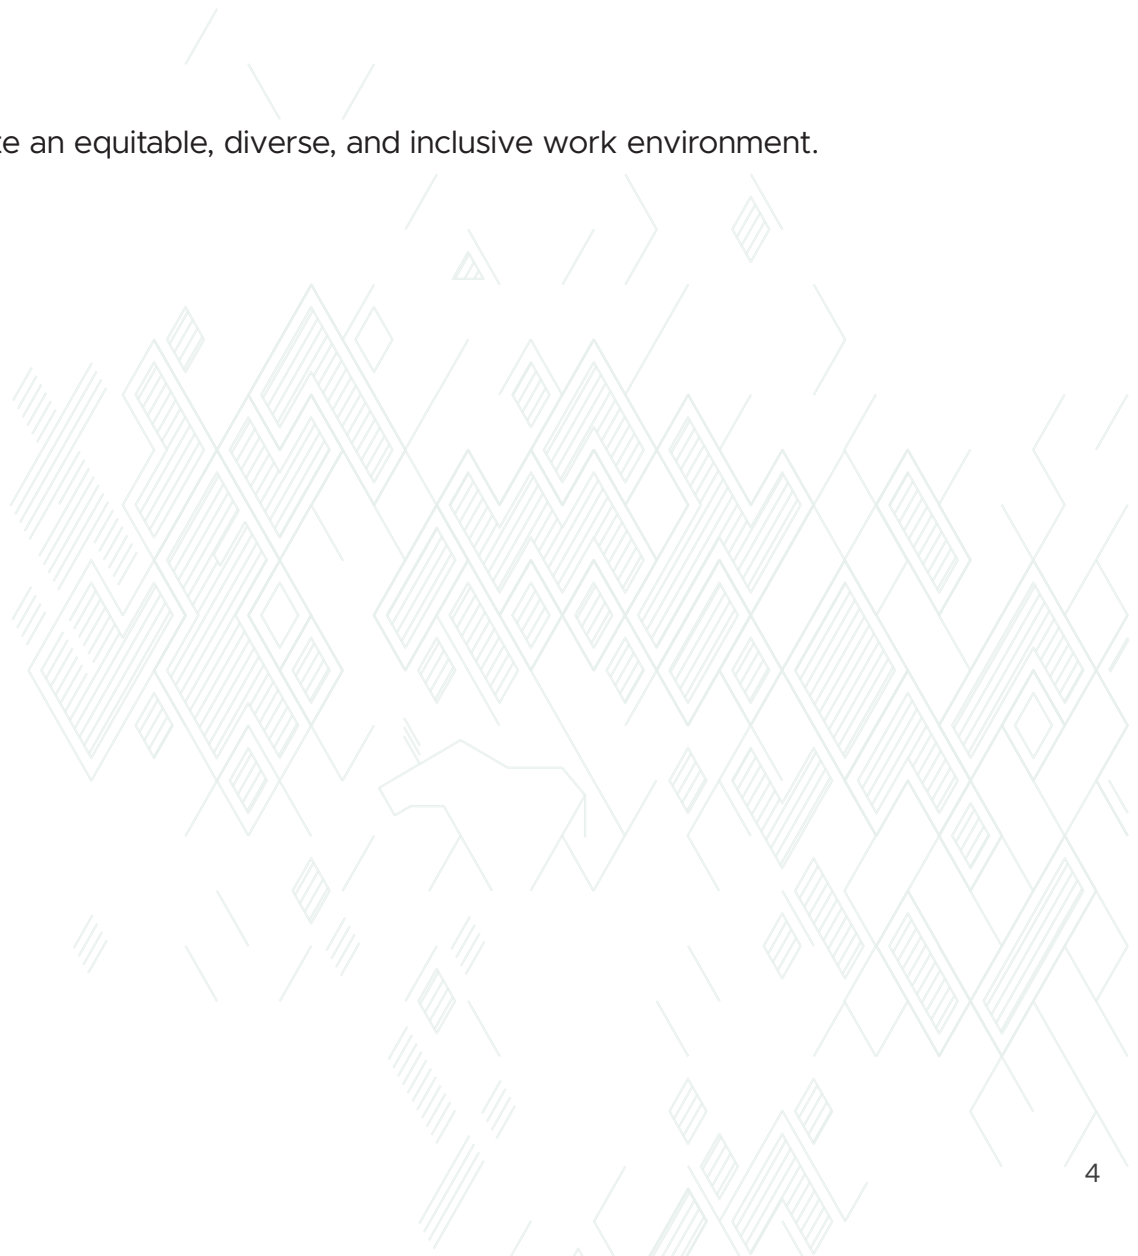 an equitable, diverse, and inclusive work environment.
4